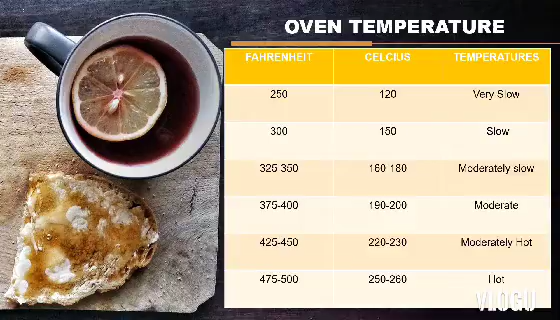 OVEN TEMPERATURE
FAHRENHEIT CELCIUS TEMPERATURES
250 120 Very Slow
300 150 Slow
325-350 160-180 Moderately slow
375-400 190-200 Moderate
425-450 220-230 Moderately Hot
475-500 250-260 Hot
VLOGU